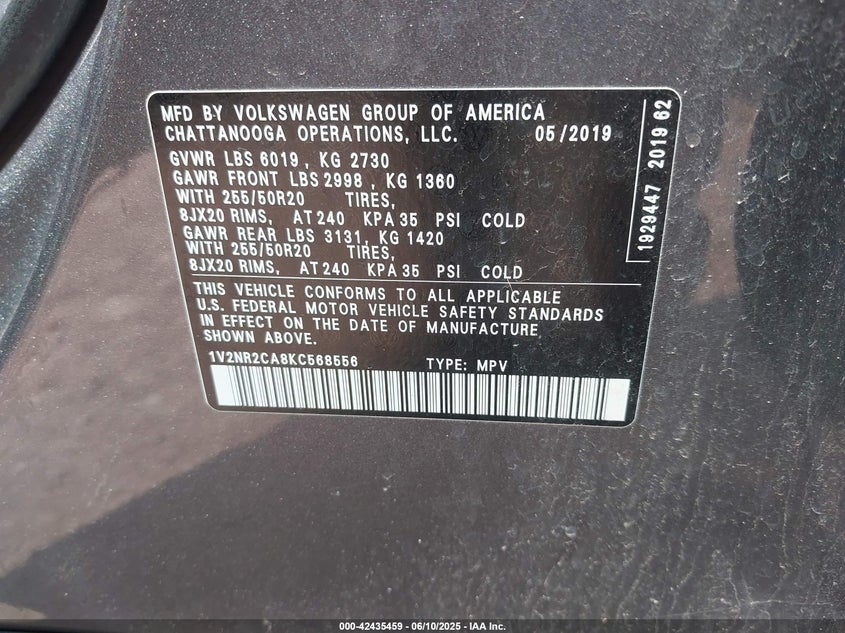 MFD BY VOLKSWAGEN GROUP OF AMERICA
CHATTANOOGA OPERATIONS, LLC. 05/2019
GVWR LBS 6019, KG 2730
GAWR FRONT LBS 2998, KG 1360
WITH 255/50R20 TIRES,
8JX20 RIMS, AT 240 KPA 35 PSI COLD
GAWR REAR LBS 3131, KG 1420
WITH 255/50R20 TIRES,
8JX20 RIMS, AT 240 KPA 35 PSI COLD
THIS VEHICLE CONFORMS TO ALL APPLICABLE
U.S. FEDERAL MOTOR VEHICLE SAFETY STANDARDS
IN EFFECT ON THE DATE OF MANUFACTURE
SHOWN ABOVE.
1V2NR2CA8KC568556 TYPE: MPV
1929447 2019 62
000-42435459 - 06/10/2025 - IAA Inc.